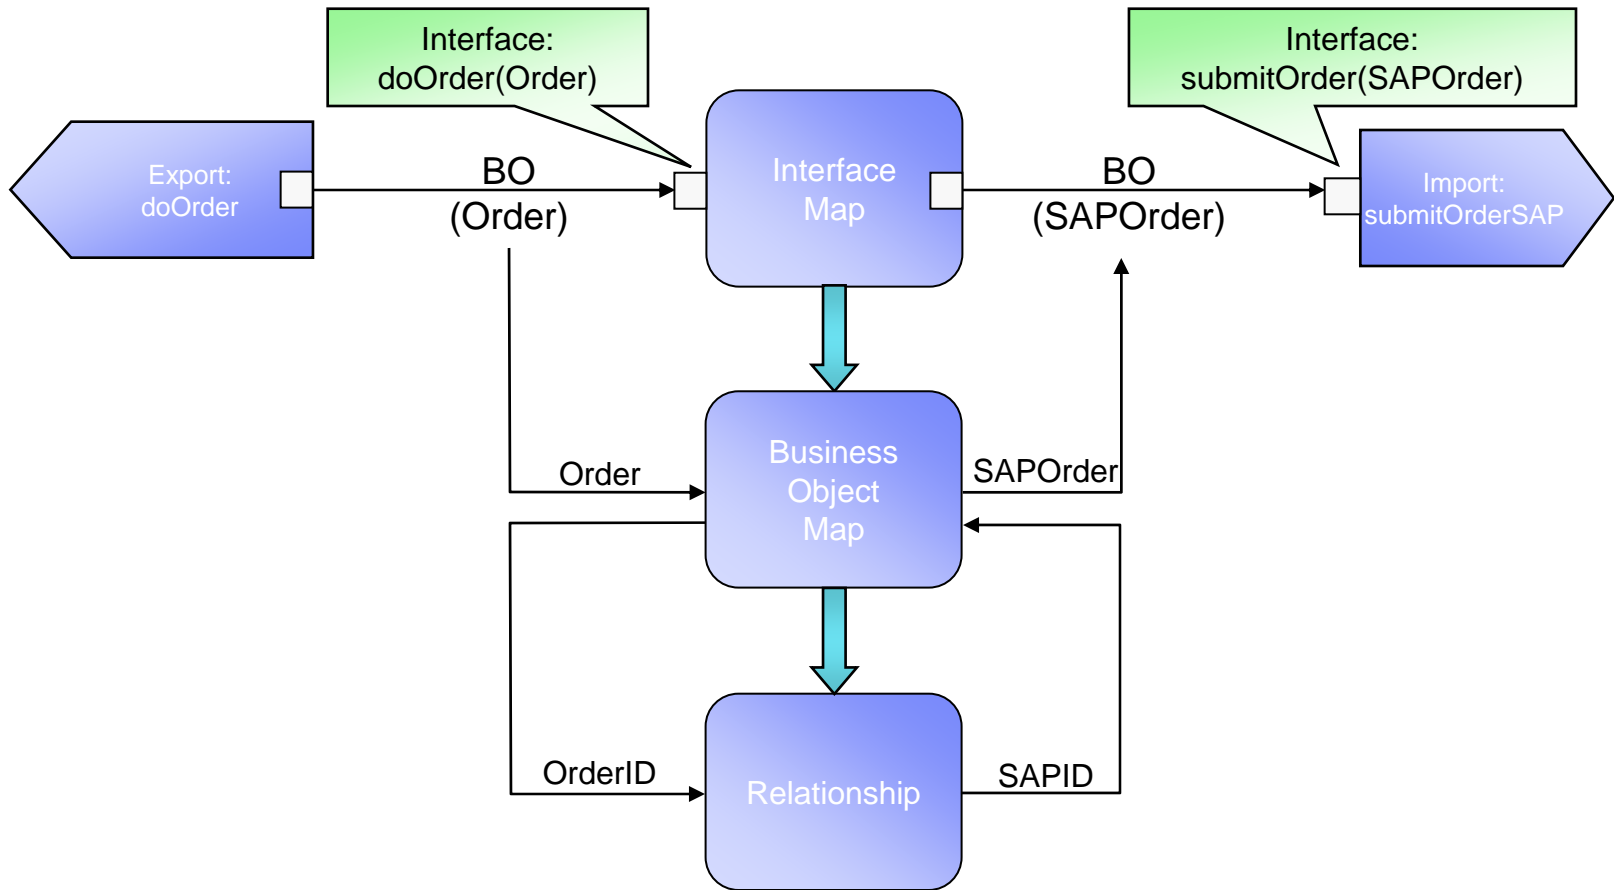 Interface:
doOrder(Order)
Interface:
submitOrder(SAPOrder)
Export:
doOrder
BO
(Order)
Interface
Map
BO
(SAPOrder)
Import:
submitOrderSAP
Order
Business
Object
Map
SAPOrder
OrderID
Relationship
SAPID